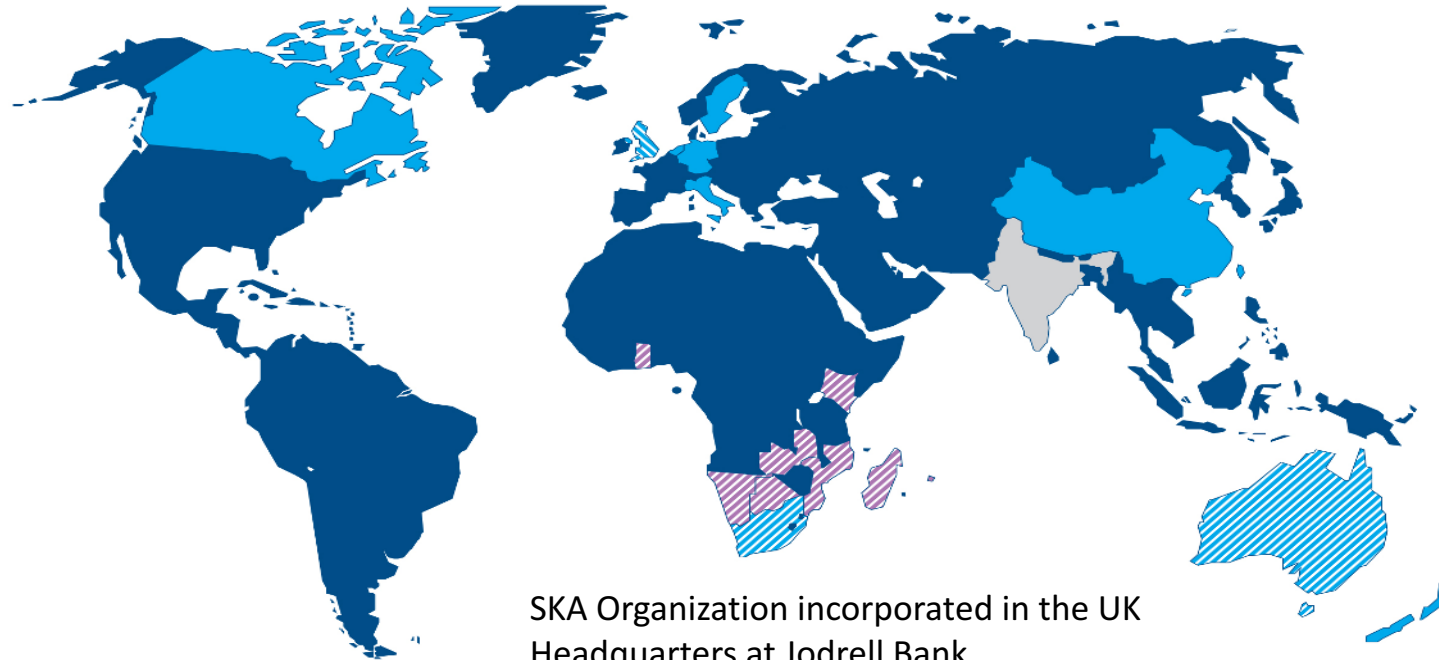 SKA Organization incorporated in the UK
Headquarters at Jodrell Bank